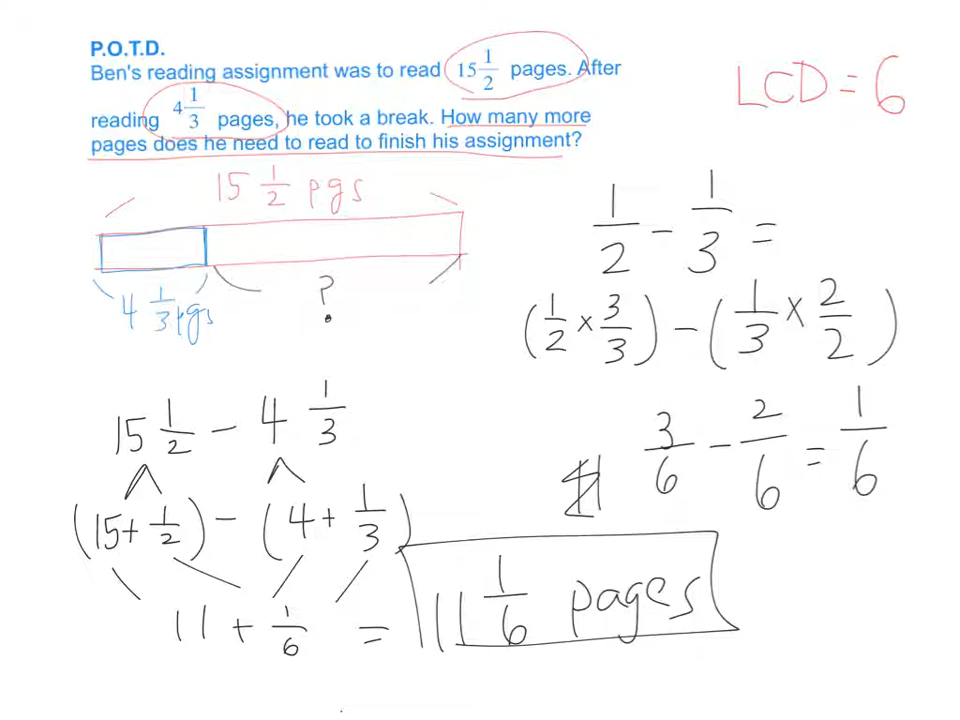 P.O.T.D.
Ben's reading assignment was to read 15 1/2 pages. After
reading 4 1/3 pages, he took a break. How many more
pages does he need to read to finish his assignment?
LCD = 6
15 1/2 pgs
4 1/3 pgs
?
1/2 - 1/3 =
(1/2 × 3/3) - (1/3 × 2/2)
3/6 - 2/6 = 1/6
15 1/2 - 4 1/3
(15 + 1/2) - (4 + 1/3)
11 + 1/6 = 11 1/6 pages